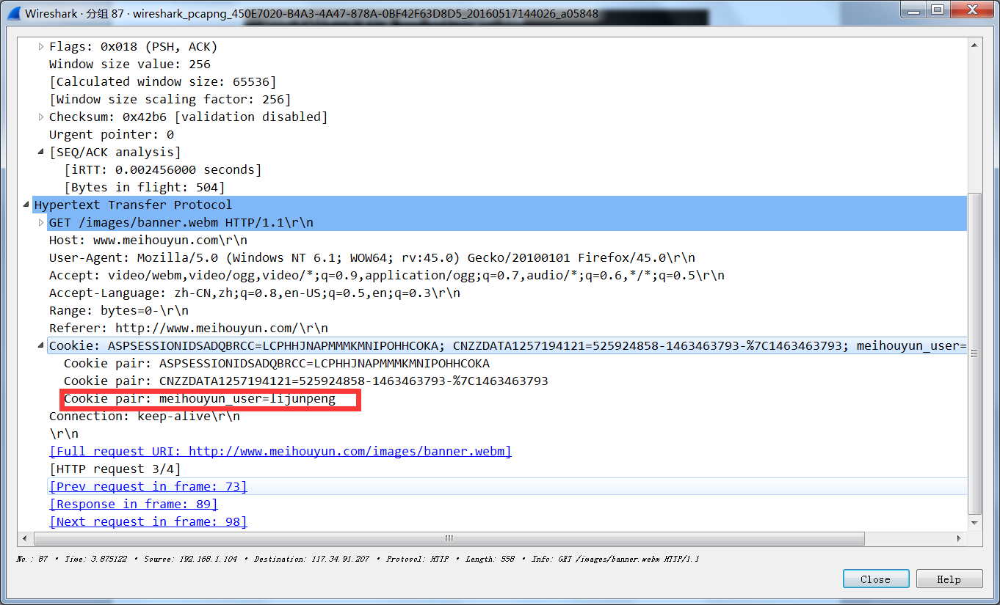 Wireshark · 分组 87 · wireshark_pcapng_450E7020-B4A3-4A47-878A-0BF42F63D8D5_20160517144026_a05848
Flags: 0x018 (PSH, ACK)
Window size value: 256
[Calculated window size: 65536]
[Window size scaling factor: 256]
Checksum: 0x42b6 [validation disabled]
Urgent pointer: 0
[SEQ/ACK analysis]
[iRTT: 0.002456000 seconds]
[Bytes in flight: 504]
Hypertext Transfer Protocol
GET /images/banner.webm HTTP/1.1\r\n
Host: www.meihouyun.com\r\n
User-Agent: Mozilla/5.0 (Windows NT 6.1; WOW64; rv:45.0) Gecko/20100101 Firefox/45.0\r\n
Accept: video/webm,video/ogg,video/*;q=0.9,application/ogg;q=0.7,audio/*;q=0.6,*/*;q=0.5\r\n
Accept-Language: zh-CN,zh;q=0.8,en-US;q=0.5,en;q=0.3\r\n
Range: bytes=0-\r\n
Referer: http://www.meihouyun.com/\r\n
Cookie: ASPSESSIONIDSADQBRCC=LCPHHJNAPMMMKMNIPOHHCOKA; CNZZDATA1257194121=525924858-1463463793-%7C1463463793; meihouyun_user=
Cookie pair: ASPSESSIONIDSADQBRCC=LCPHHJNAPMMMKMNIPOHHCOKA
Cookie pair: CNZZDATA1257194121=525924858-1463463793-%7C1463463793
Cookie pair: meihouyun_user=lijunpeng
Connection: keep-alive\r\n
\r\n
[Full request URI: http://www.meihouyun.com/images/banner.webm]
[HTTP request 3/4]
[Prev request in frame: 73]
[Response in frame: 89]
[Next request in frame: 98]
No.: 87 · Time: 3.875122 · Source: 192.168.1.104 · Destination: 117.34.91.207 · Protocol: HTTP · Length: 558 · Info: GET /images/banner.webm HTTP/1.1
Close Help